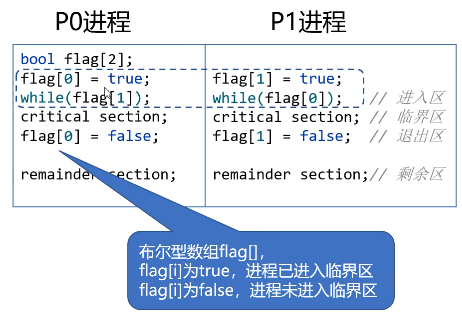 P0进程 P1进程
bool flag[2];
flag[0] = true; flag[1] = true;
while(flag[1]); while(flag[0]); // 进入区
critical section; critical section; // 临界区
flag[0] = false; flag[1] = false; // 退出区
remainder section; remainder section;// 剩余区
布尔型数组flag[],
flag[i]为true，进程已进入临界区
flag[i]为false，进程未进入临界区